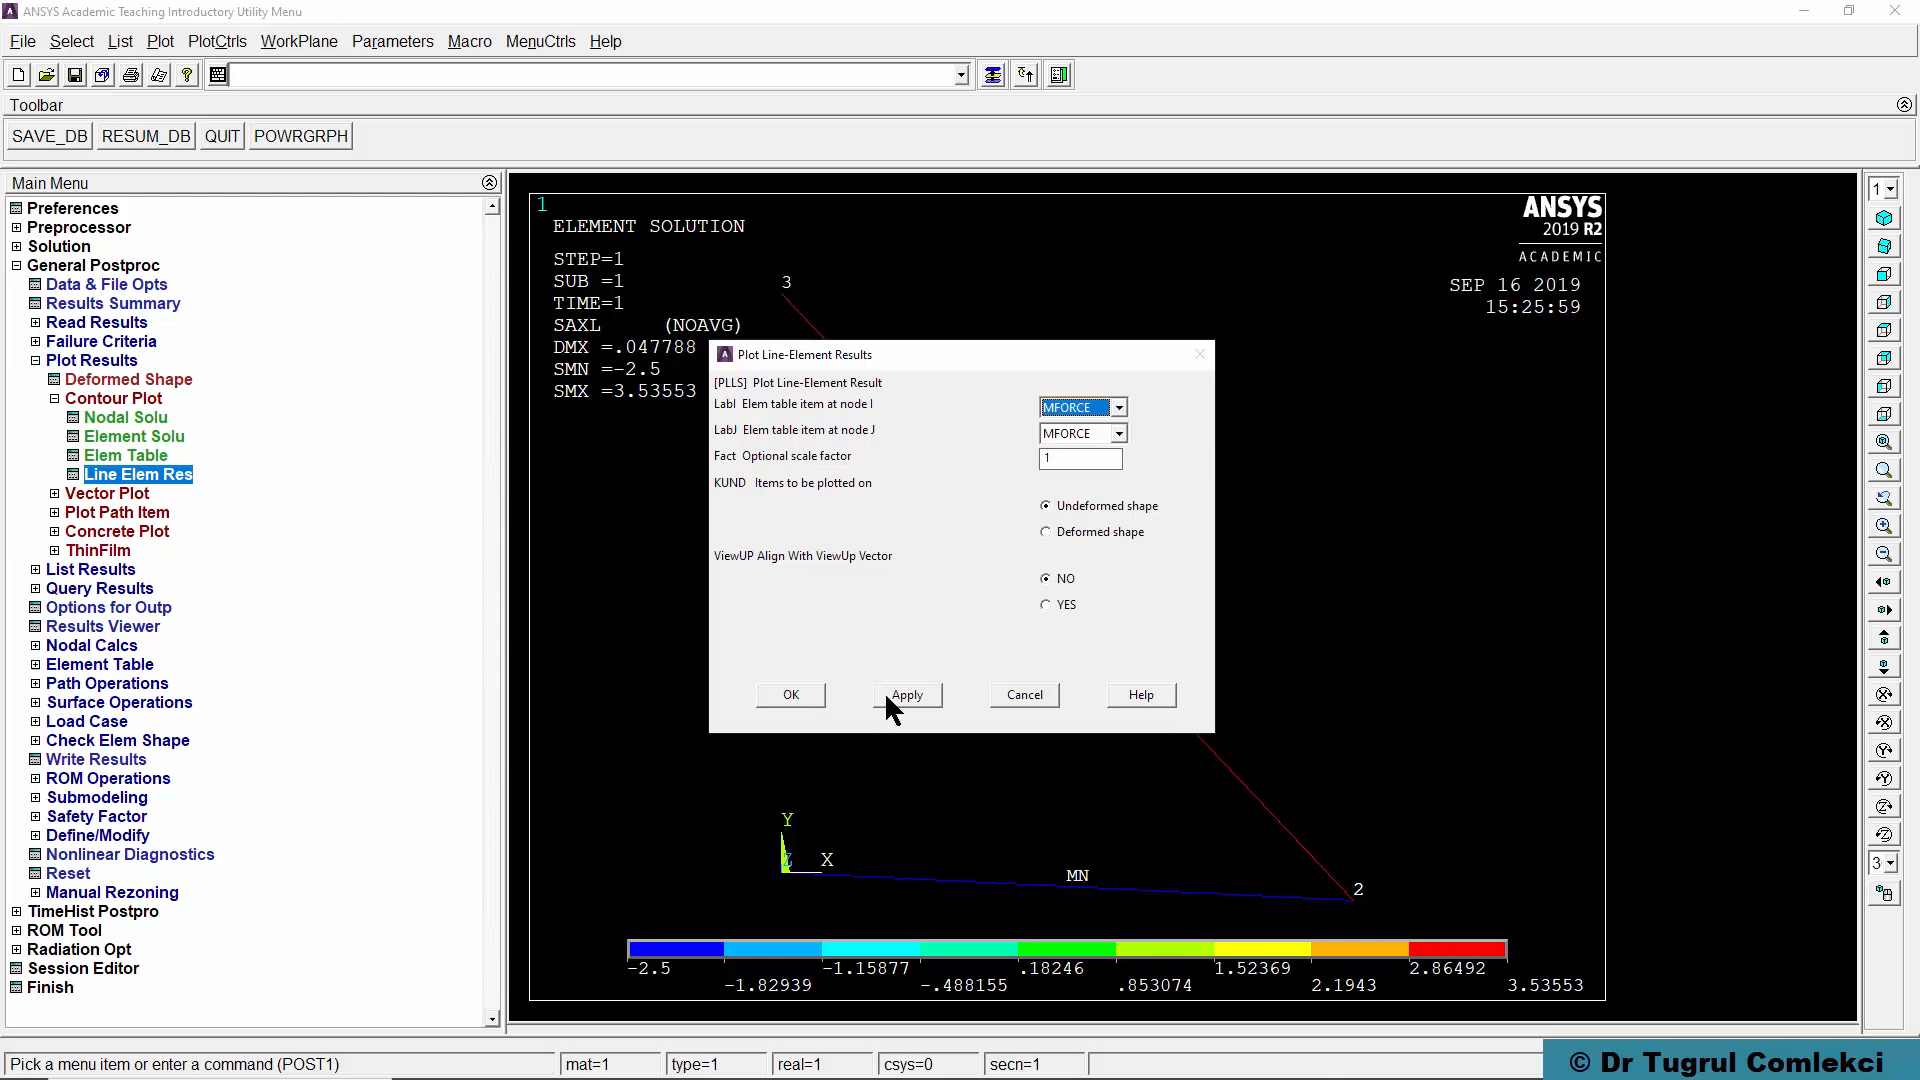 ANSYS Academic Teaching Introductory Utility Menu
File Select List Plot PlotCtrls WorkPlane Parameters Macro MenuCtrls Help
Toolbar
SAVE_DB RESUM_DB QUIT POWRGRPH
Main Menu
Preferences
Preprocessor
Solution
General Postproc
Data & File Opts
Results Summary
Read Results
Failure Criteria
Plot Results
Deformed Shape
Contour Plot
Nodal Solu
Element Solu
Elem Table
Line Elem Res
Vector Plot
Plot Path Item
Concrete Plot
ThinFilm
List Results
Query Results
Options for Outp
Results Viewer
Nodal Calcs
Element Table
Path Operations
Surface Operations
Load Case
Check Elem Shape
Write Results
ROM Operations
Submodeling
Safety Factor
Define/Modify
Nonlinear Diagnostics
Reset
Manual Rezoning
TimeHist Postpro
ROM Tool
Radiation Opt
Session Editor
Finish
1
ELEMENT SOLUTION
STEP=1
SUB =1
TIME=1
SAXL (NOAVG)
DMX =.047788
SMN =-2.5
SMX =3.53553
3
ANSYS
2019 R2
ACADEMIC
SEP 16 2019
15:25:59
Plot Line-Element Results
[PLLS] Plot Line-Element Result
LabI Elem table item at node I MFORCE
LabJ Elem table item at node J MFORCE
Fact Optional scale factor 1
KUND Items to be plotted on
Undeformed shape
Deformed shape
ViewUP Align With ViewUp Vector
NO
YES
OK Apply Cancel Help
Y
Z X
MN
2
-2.5 -1.15877 .18246 1.52369 2.86492
-1.82939 -.488155 .853074 2.1943 3.53553
1
3
Pick a menu item or enter a command (POST1) mat=1 type=1 real=1 csys=0 secn=1
© Dr Tugrul Comlekci